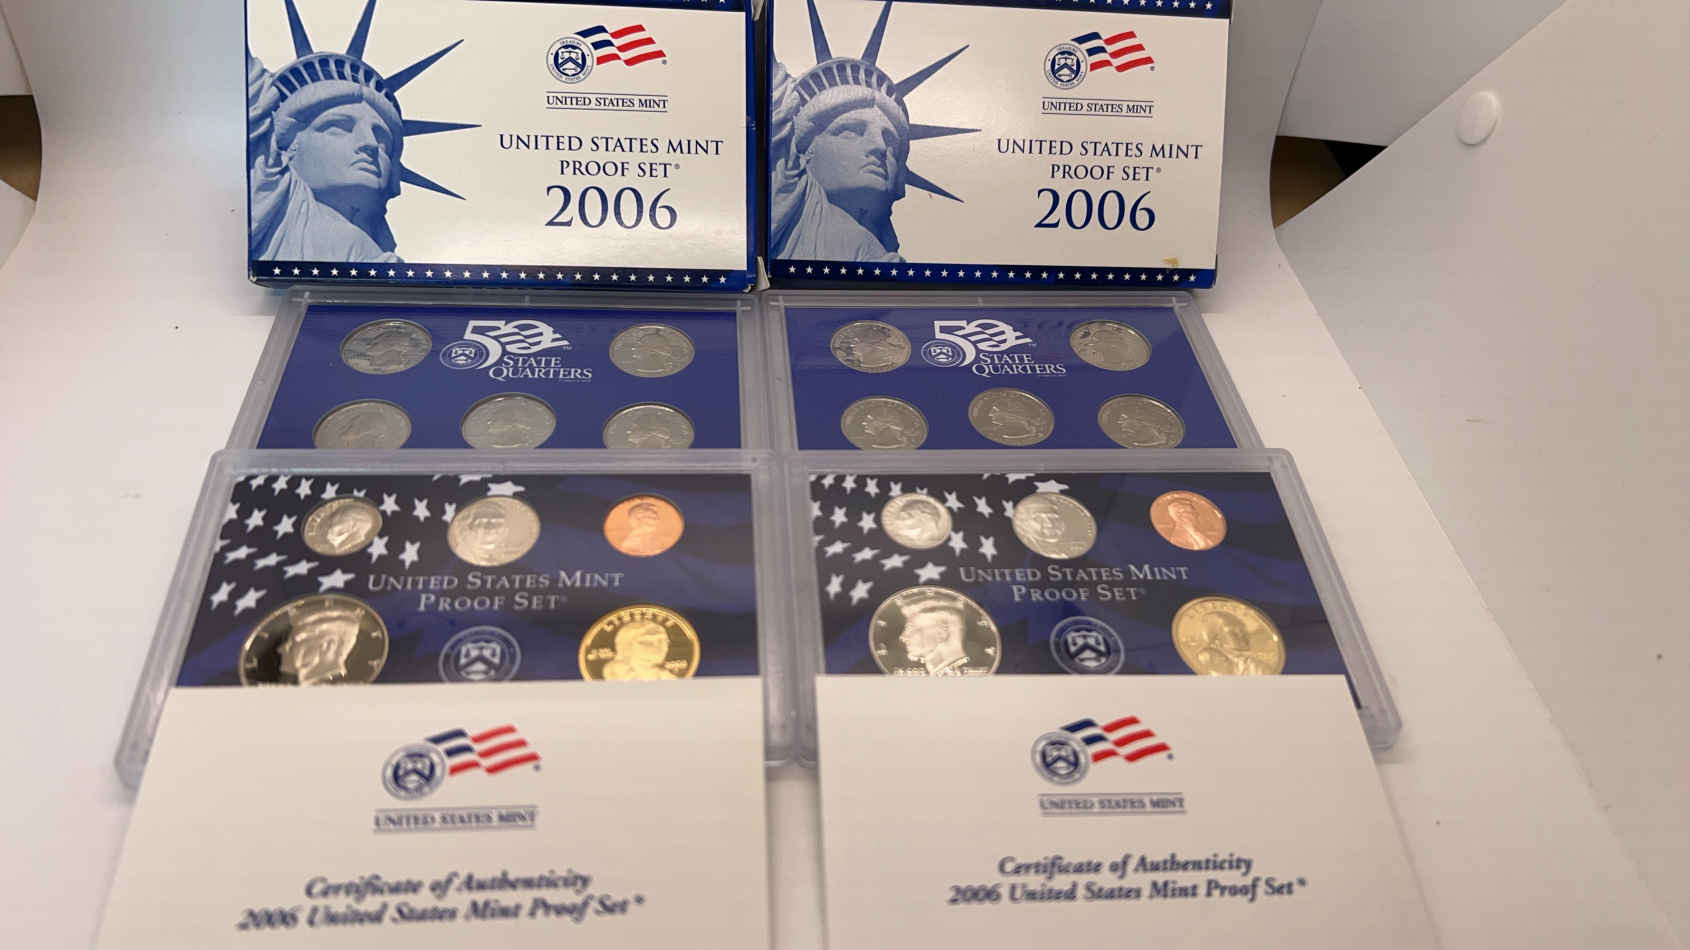 UNITED STATES MINT
UNITED STATES MINT
PROOF SET®
2006
UNITED STATES MINT
UNITED STATES MINT
PROOF SET®
2006
50
STATE
QUARTERS
50
STATE
QUARTERS
UNITED STATES MINT
PROOF SET®
LIBERTY
UNITED STATES MINT
PROOF SET®
UNITED STATES MINT
Certificate of Authenticity
2006 United States Mint Proof Set®
UNITED STATES MINT
Certificate of Authenticity
2006 United States Mint Proof Set®